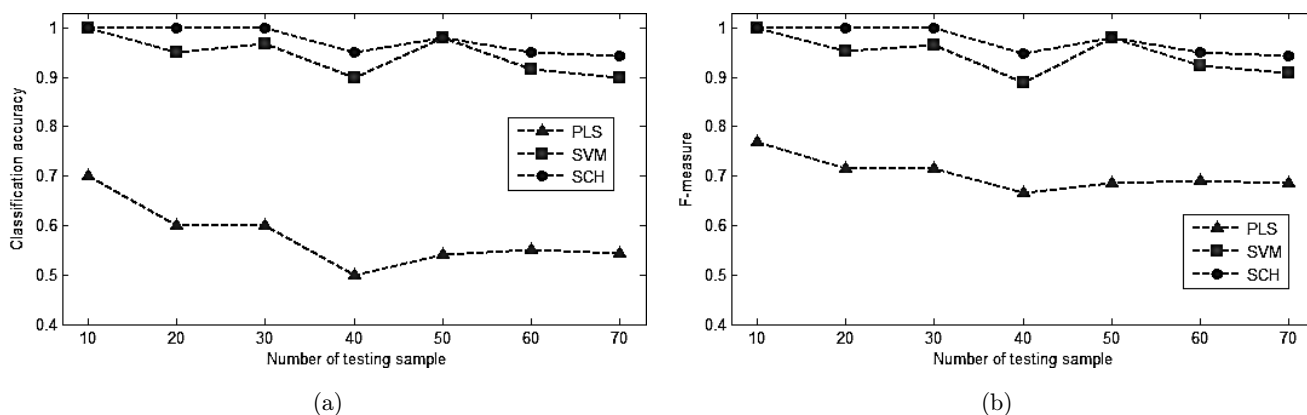 1
0.9
0.8
0.7
0.6
0.5
0.4
Classification accuracy
PLS
SVM
SCH
10 20 30 40 50 60 70
Number of testing sample
(a)
1
0.9
0.8
0.7
0.6
0.5
0.4
F-measure
PLS
SVM
SCH
10 20 30 40 50 60 70
Number of testing sample
(b)